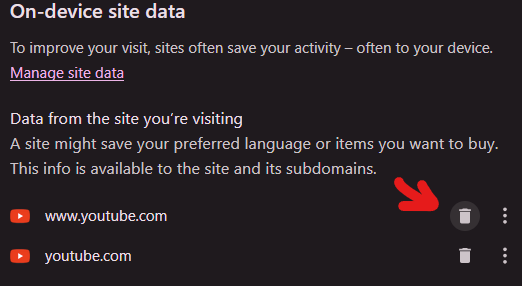 On-device site data
To improve your visit, sites often save your activity – often to your device.
Manage site data
Data from the site you're visiting
A site might save your preferred language or items you want to buy.
This info is available to the site and its subdomains.
www.youtube.com
youtube.com